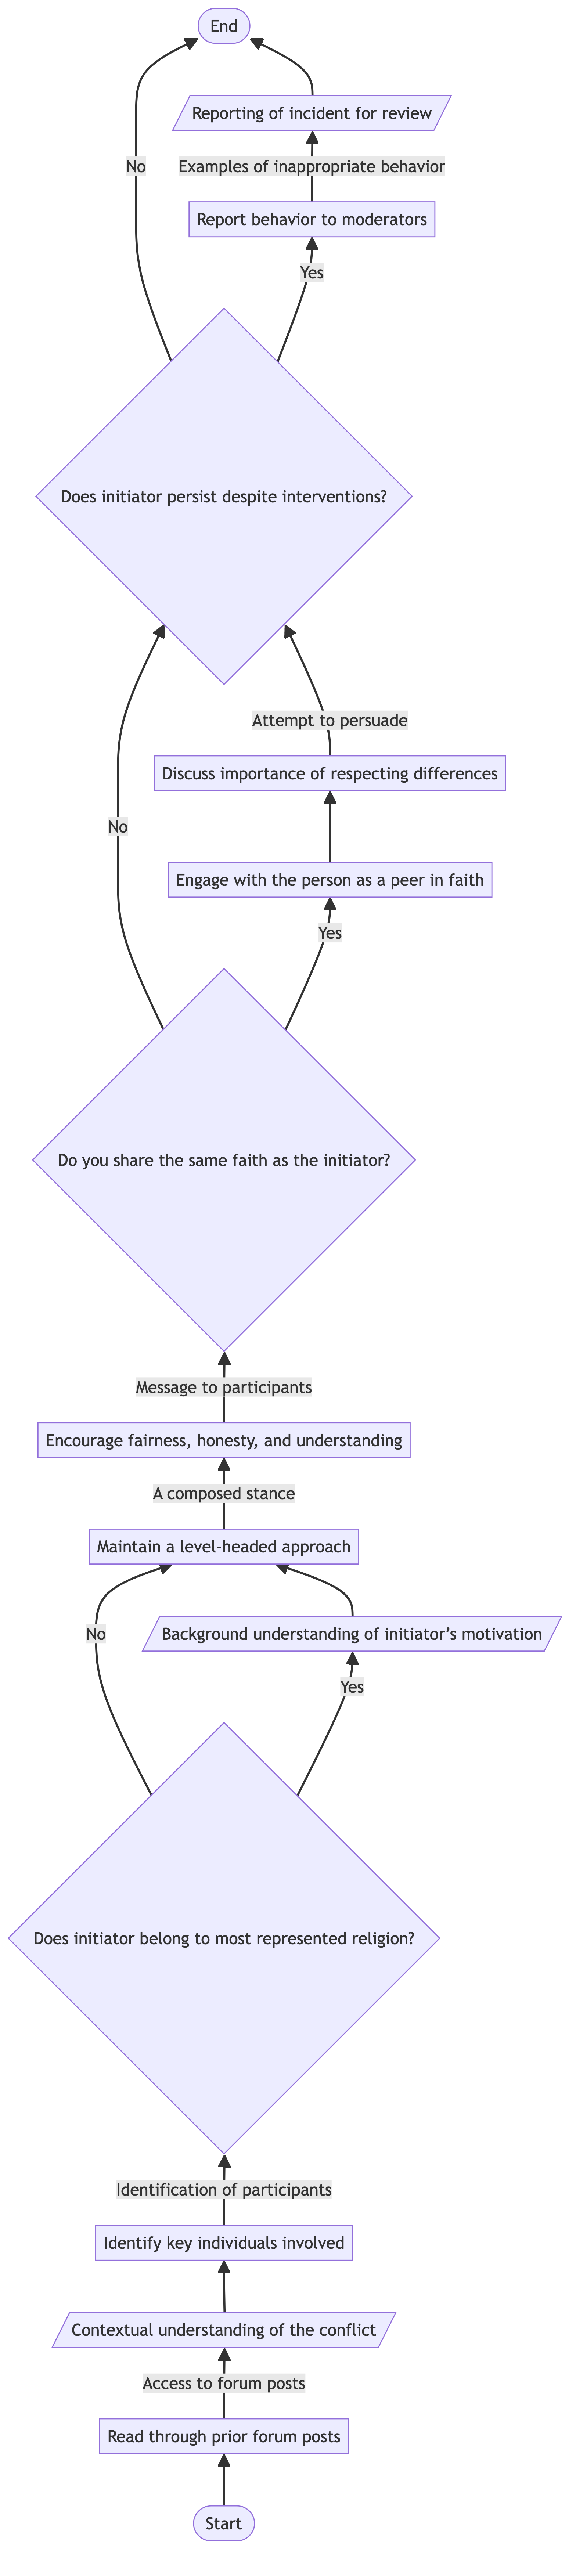 End
Reporting of incident for review
No
Examples of inappropriate behavior
Report behavior to moderators
Yes
Does initiator persist despite interventions?
Attempt to persuade
Discuss importance of respecting differences
No
Engage with the person as a peer in faith
Yes
Do you share the same faith as the initiator?
Message to participants
Encourage fairness, honesty, and understanding
A composed stance
Maintain a level-headed approach
No
Background understanding of initiator’s motivation
Yes
Does initiator belong to most represented religion?
Identification of participants
Identify key individuals involved
Contextual understanding of the conflict
Access to forum posts
Read through prior forum posts
Start